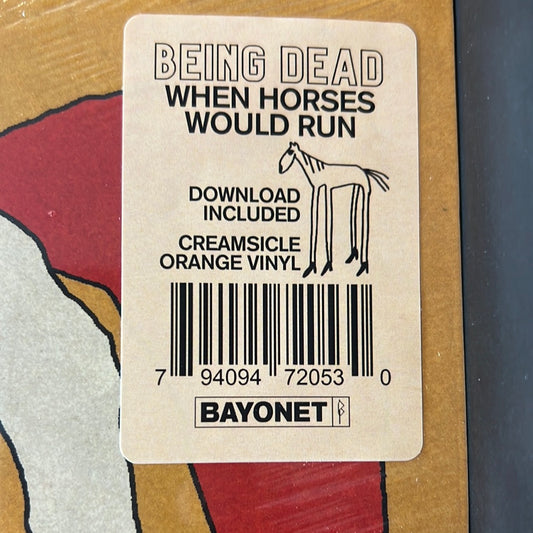 BEING DEAD
WHEN HORSES
WOULD RUN
DOWNLOAD
INCLUDED
CREAMSICLE
ORANGE VINYL
7 94094 72053 0
BAYONET